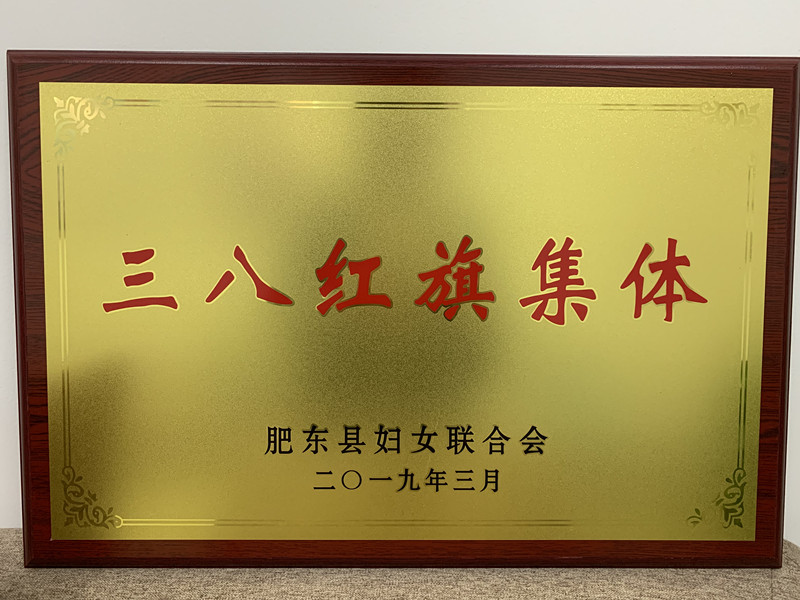 三八红旗集体
肥东县妇女联合会
二〇一九年三月